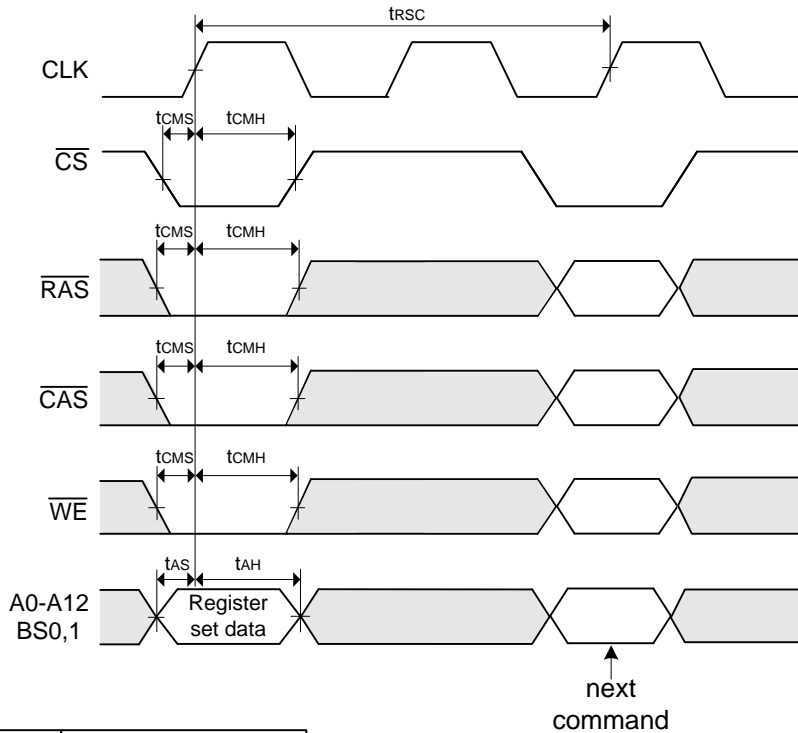 tRSC
CLK
tCMS tCMH
CS
tCMS tCMH
RAS
tCMS tCMH
CAS
tCMS tCMH
WE
tAS tAH
A0-A12
BS0,1
Register
set data
next
command